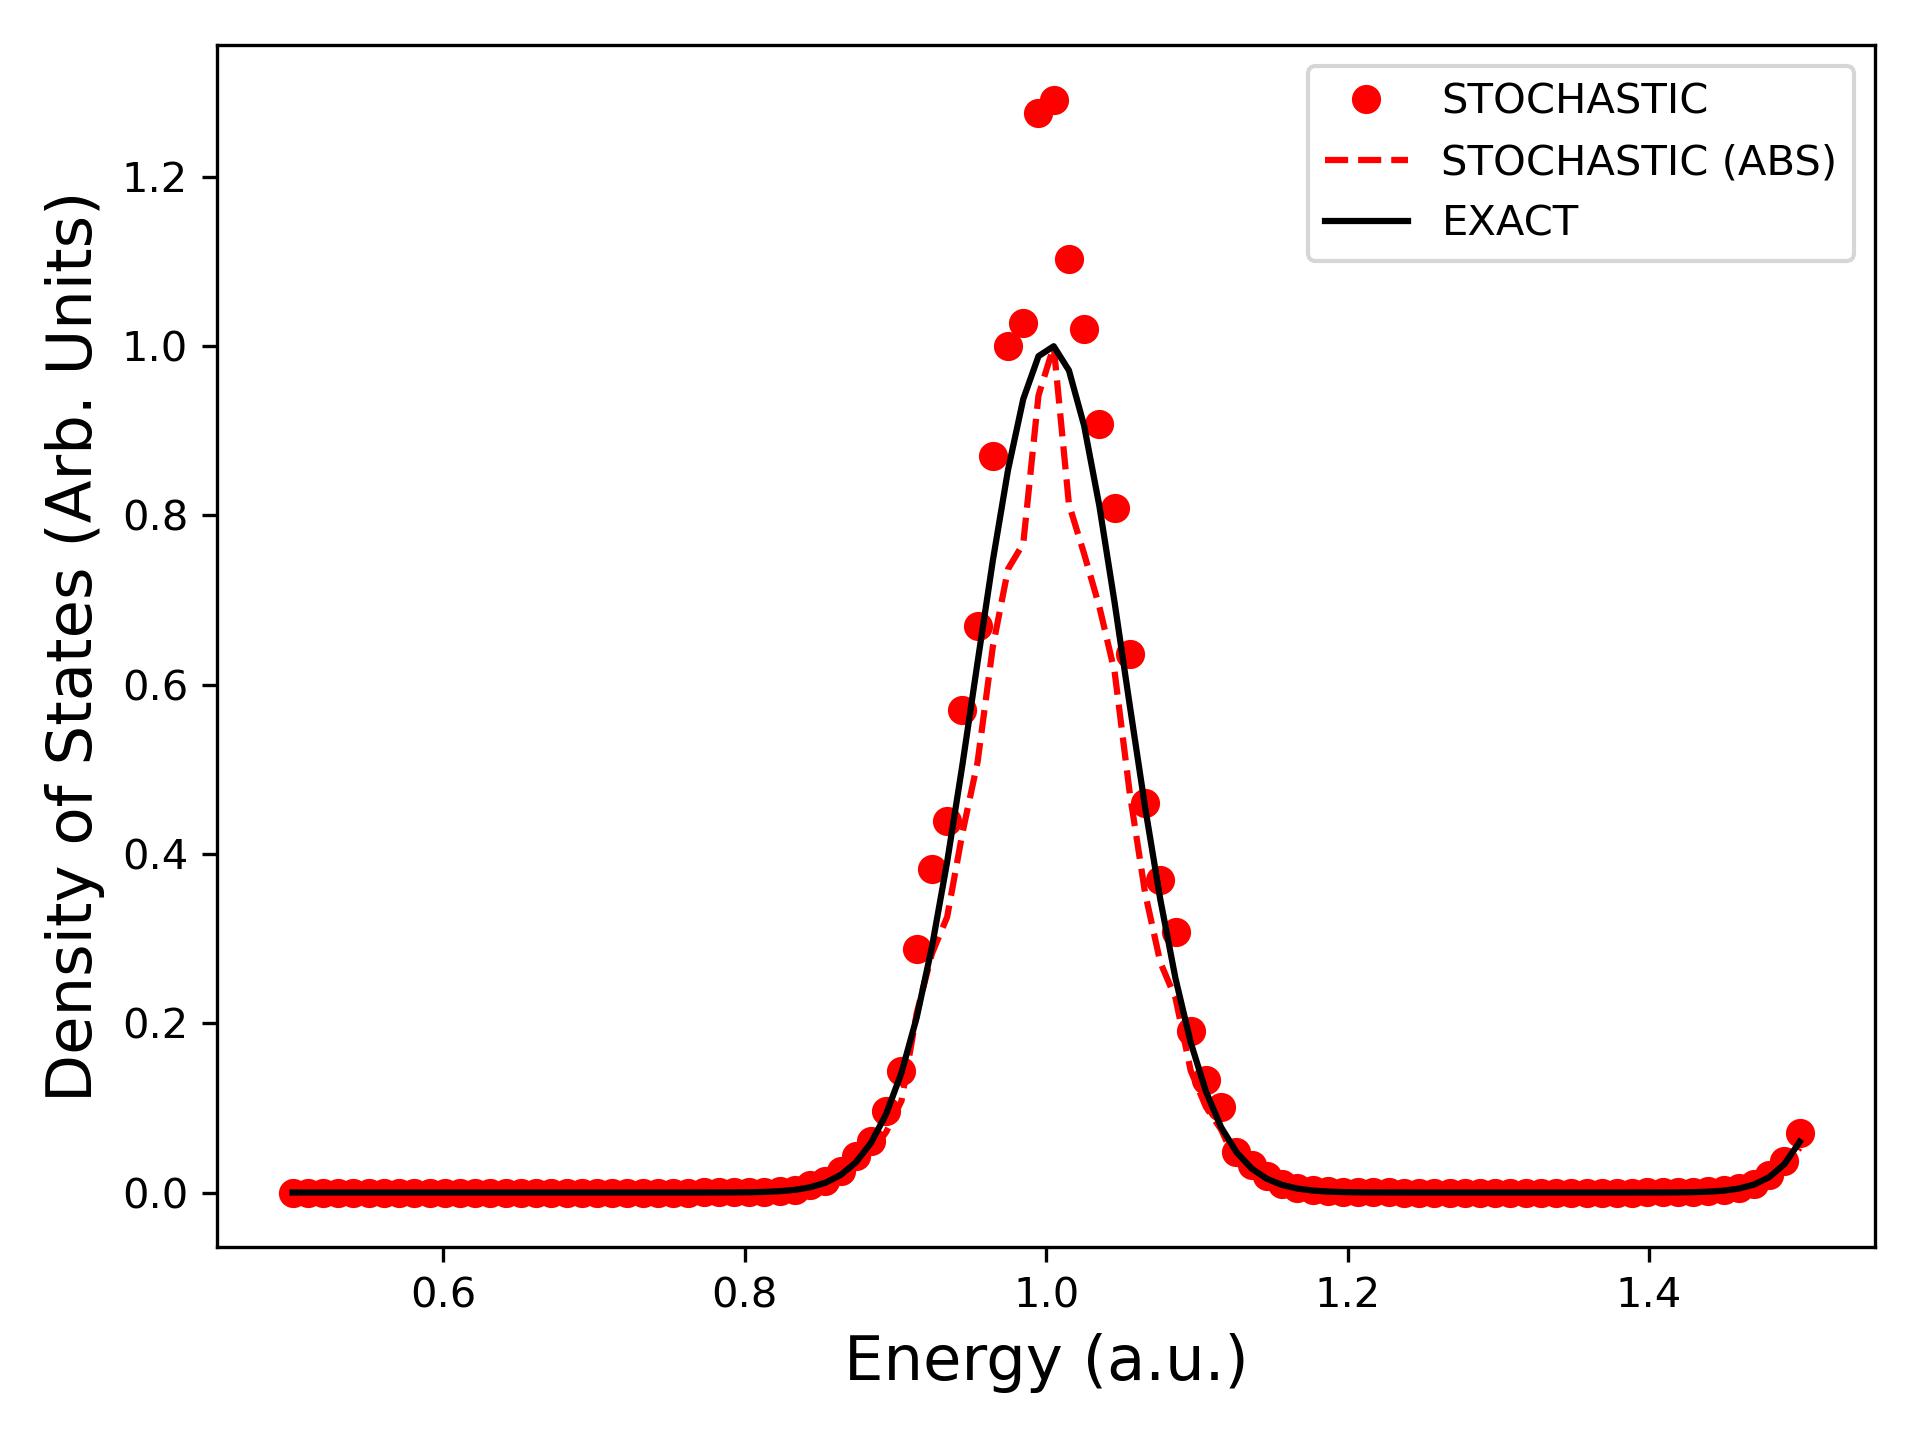 STOCHASTIC
STOCHASTIC (ABS)
EXACT
Density of States (Arb. Units)
1.2
1.0
0.8
0.6
0.4
0.2
0.0
0.6 0.8 1.0 1.2 1.4
Energy (a.u.)